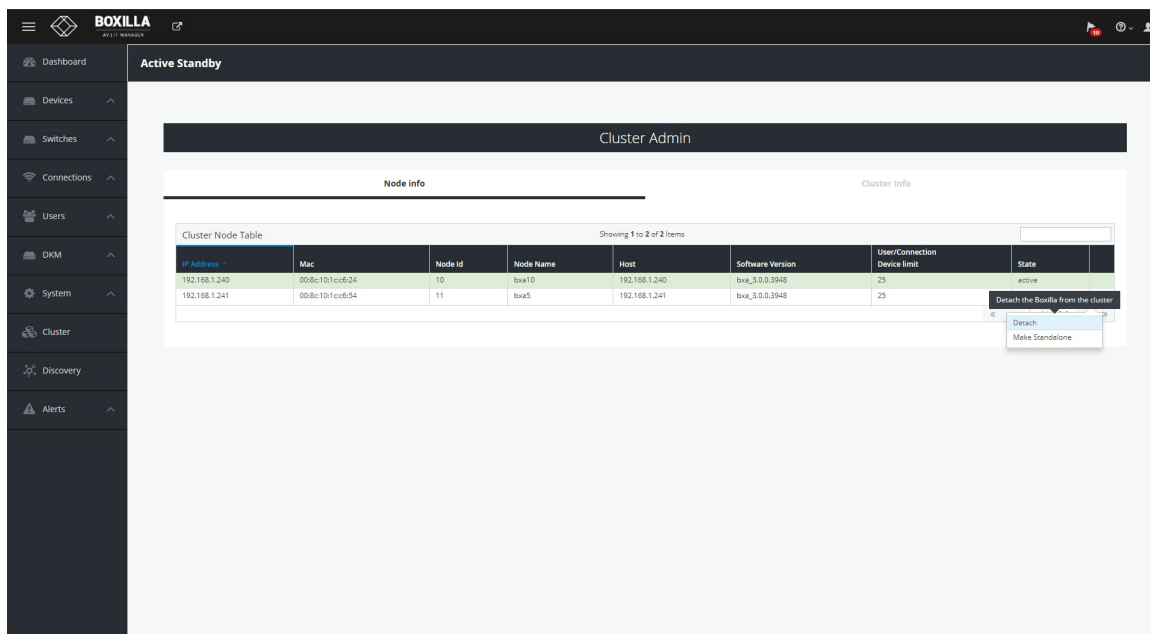 BOXILLA
AV | IT MANAGER
10
Dashboard
Active Standby
Devices
Switches
Connections
Users
DKM
System
Cluster
Discovery
Alerts
Cluster Admin
Node info
Cluster Info
Cluster Node Table
Showing 1 to 2 of 2 Items
IP Address Mac Node Id Node Name Host Software Version User/Connection Device limit State
192.168.1.240 00:8c:10:1c:c6:24 10 bxa10 192.168.1.240 bxa_3.0.0.3948 25 active
192.168.1.241 00:8c:10:1c:c6:54 11 bxa5 192.168.1.241 bxa_3.0.0.3948 25
Detach the Boxilla from the cluster
Detach
Make Standalone